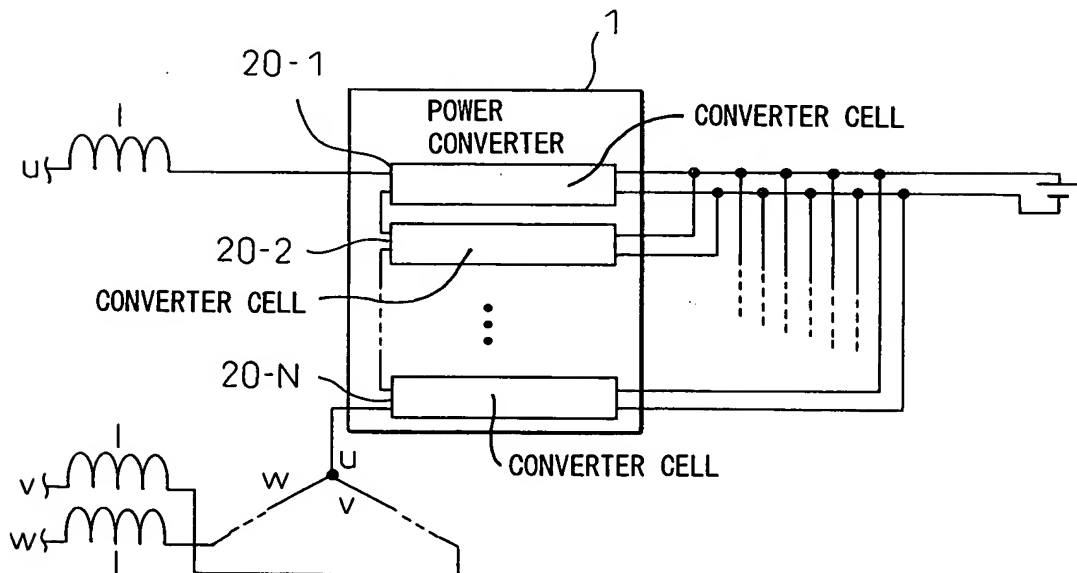 1
20-1
l
POWER
CONVERTER
CONVERTER CELL
u
20-2
CONVERTER CELL
20-N
u
CONVERTER CELL
l
w
v
v
w
l